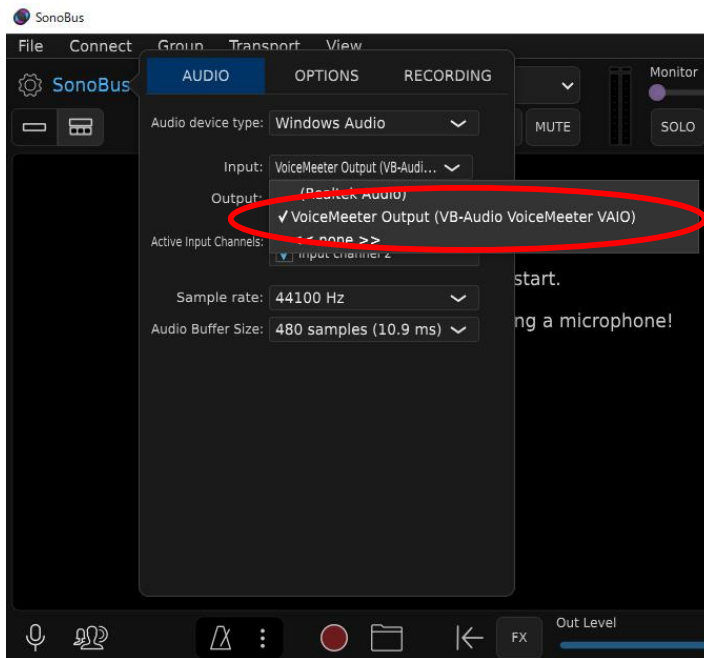 SonoBus
File Connect Group Transport View
SonoBus
AUDIO OPTIONS RECORDING
Monitor
MUTE
SOLO
Audio device type: Windows Audio
Input: VoiceMeeter Output (VB-Audi...
Output:
(Realtek Audio)
✓VoiceMeeter Output (VB-Audio VoiceMeeter VAIO)
<< none >>
Active Input Channels:
Input channel 2
start.
Sample rate: 44100 Hz
ng a microphone!
Audio Buffer Size: 480 samples (10.9 ms)
FX
Out Level